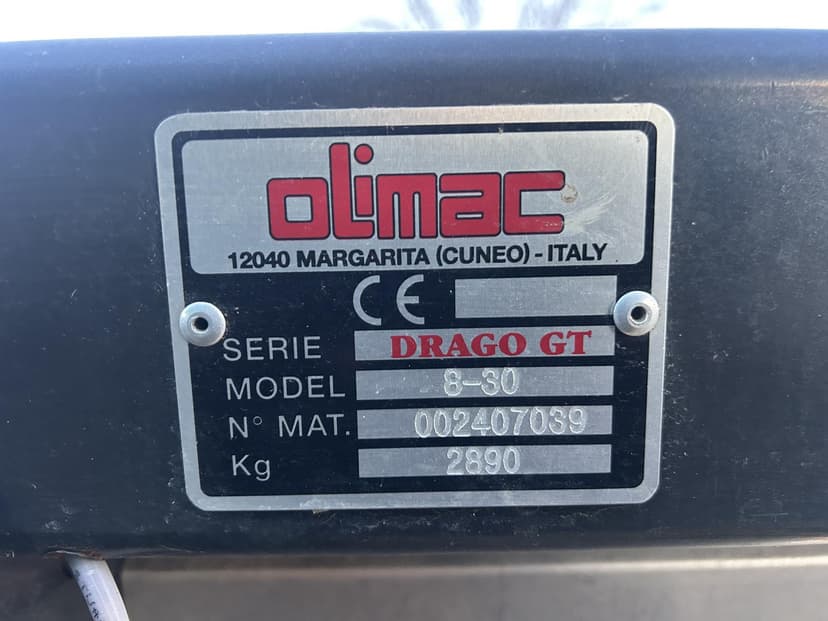 olimac
12040 MARGARITA (CUNEO) - ITALY
CE
SERIE DRAGO GT
MODEL 8-30
N° MAT. 002407039
Kg 2890